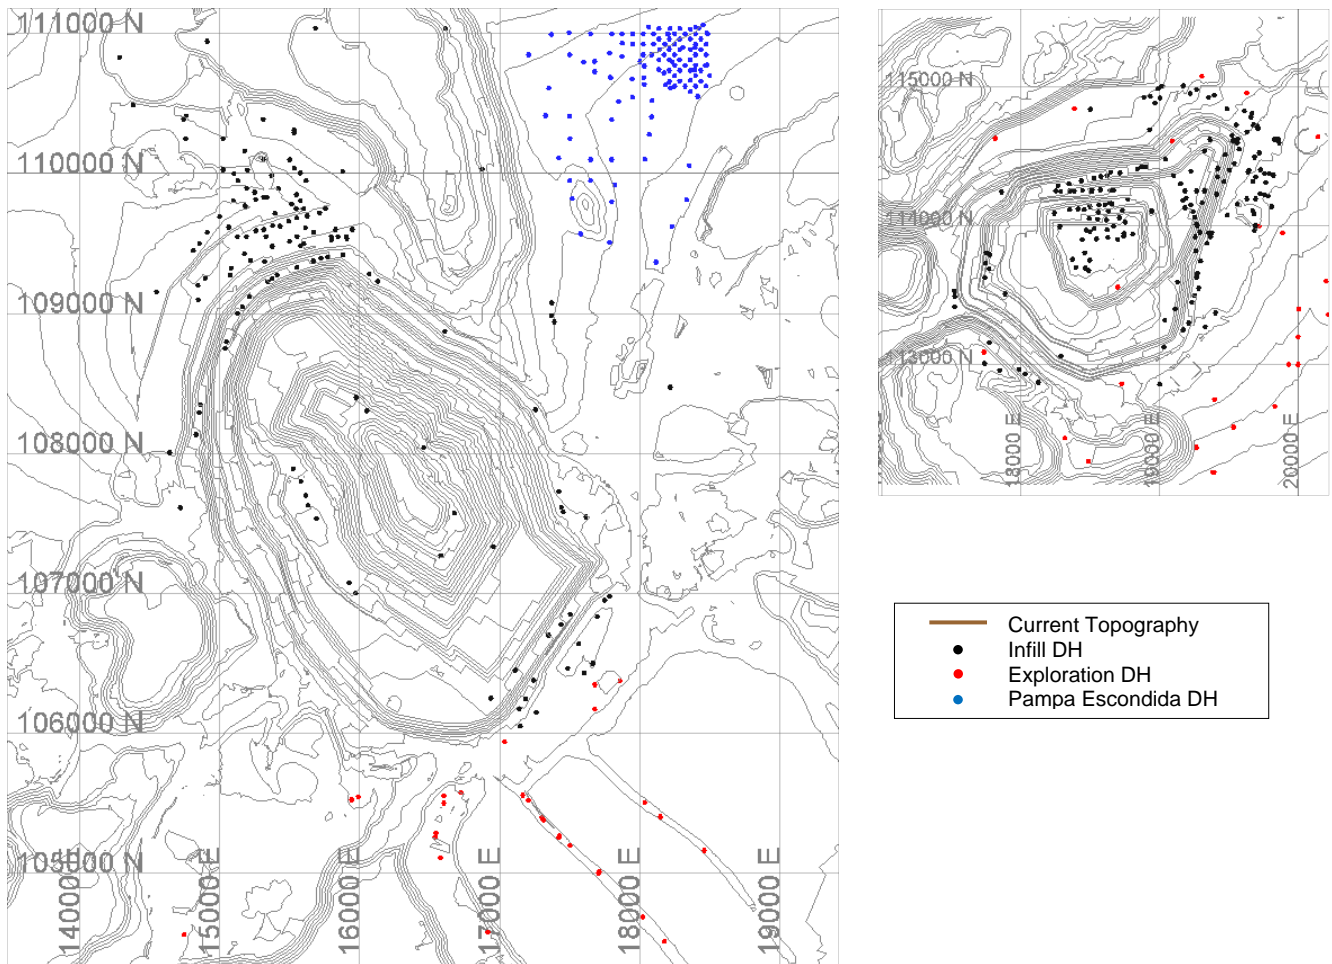 111000 N
110000 N
109000 N
108000 N
107000 N
106000 N
105000 N
14000 E
15000 E
16000 E
17000 E
18000 E
19000 E
115000 N
114000 N
113000 N
18000 E
19000 E
20000 E
Current Topography
Infill DH
Exploration DH
Pampa Escondida DH